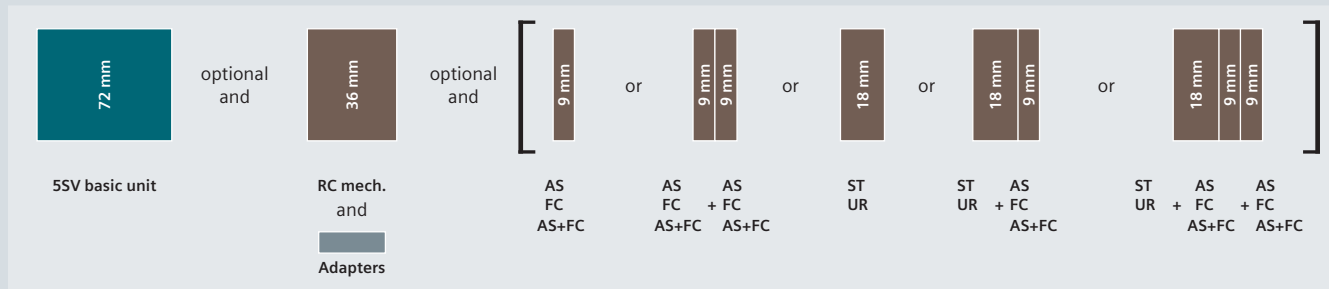 72 mm
optional
and
36 mm
optional
and
9 mm
or
9 mm
9 mm
or
18 mm
or
18 mm
9 mm
or
18 mm
9 mm
9 mm
5SV basic unit
RC mech.
and
Adapters
AS
FC
AS+FC
AS AS
FC + FC
AS+FC AS+FC
ST
UR
ST AS
UR + FC
AS+FC
ST AS AS
UR + FC + FC
AS+FC AS+FC